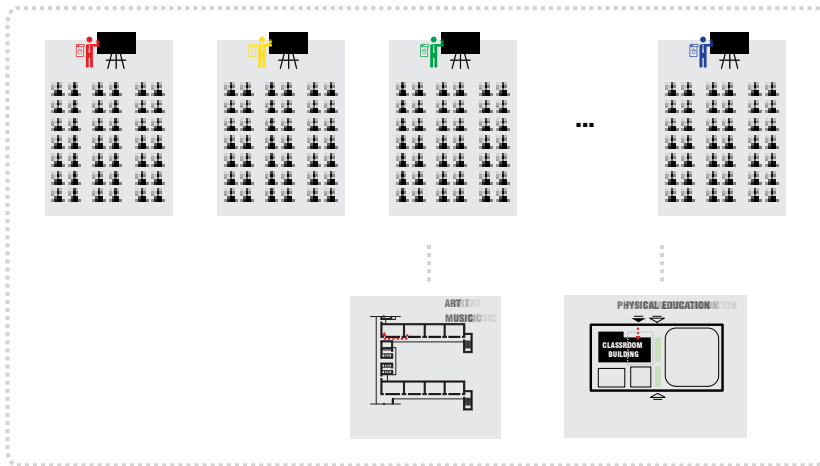 ...
ART
MUSIC
PHYSICAL EDUCATION
CLASSROOM
BUILDING